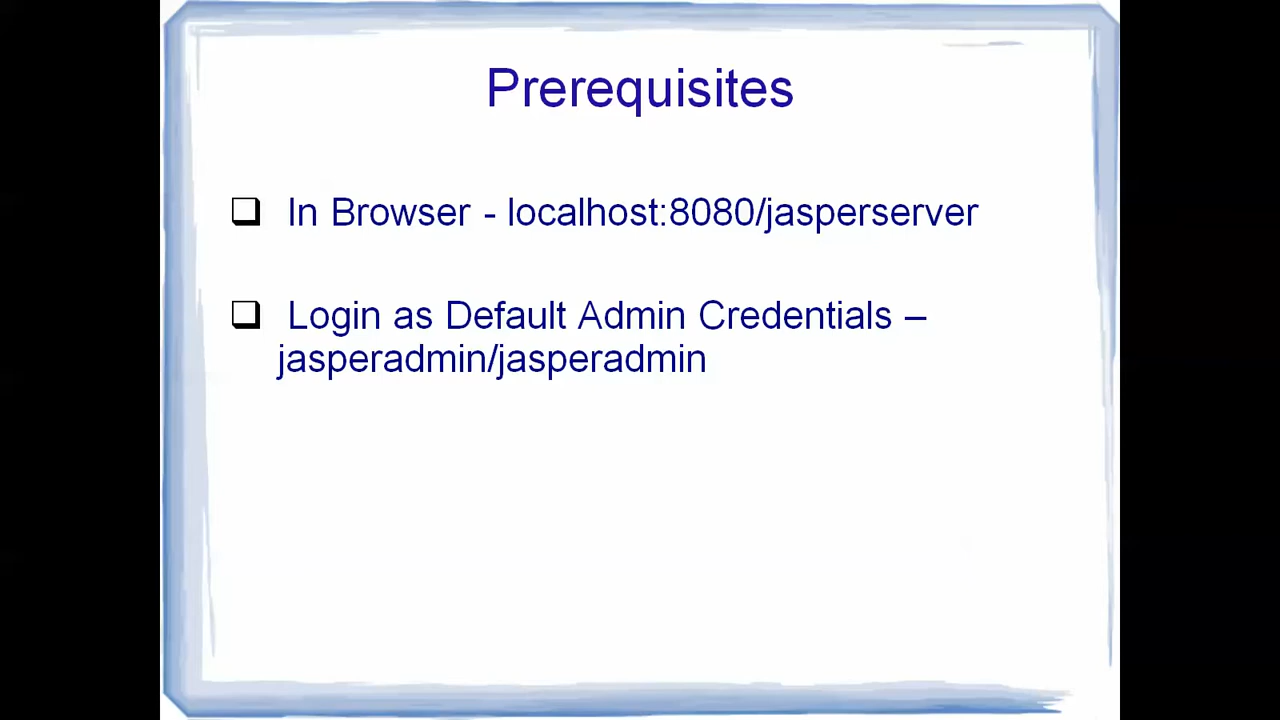 Prerequisites
In Browser - localhost:8080/jasperserver
Login as Default Admin Credentials –
jasperadmin/jasperadmin